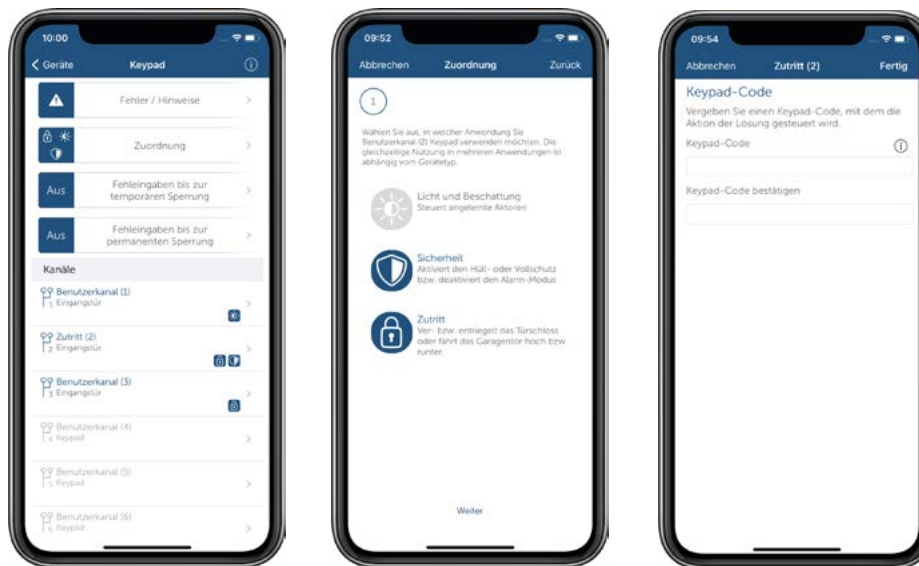 10:00
Geräte
Keypad
Fehler / Hinweise
Zuordnung
Aus
Fehleingaben bis zur
temporären Sperrung
Aus
Fehleingaben bis zur
permanenten Sperrung
Kanäle
Benutzerkanal (1)
1 Eingangstür
Zutritt (2)
2 Eingangstür
Benutzerkanal (3)
3 Eingangstür
Benutzerkanal (4)
4 Keypad
Benutzerkanal (5)
5 Keypad
Benutzerkanal (6)
6 Keypad
09:52
Abbrechen
Zuordnung
Zurück
1
Wählen Sie aus, in welcher Anwendung Sie
Benutzerkanal (2) Keypad verwenden möchten. Die
gleichzeitige Nutzung in mehreren Anwendungen ist
abhängig vom Gerätetyp.
Licht und Beschattung
Steuert angelernte Aktoren
Sicherheit
Aktiviert den Hüll- oder Vollschutz
bzw. deaktiviert den Alarm-Modus
Zutritt
Ver- bzw. entriegelt das Türschloss
oder fährt das Garagentor hoch bzw.
runter.
Weiter
09:54
Abbrechen
Zutritt (2)
Fertig
Keypad-Code
Vergeben Sie einen Keypad-Code, mit dem die
Aktion der Lösung gesteuert wird.
Keypad-Code
Keypad-Code bestätigen